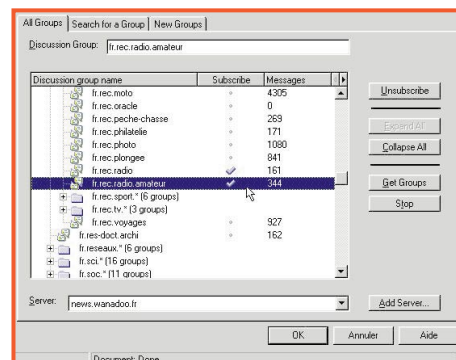 All Groups Search for a Group New Groups
Discussion Group: fr.rec.radio.amateur
Discussion group name Subscribe Messages
fr.rec.moto 4305
fr.rec.oracle 0
fr.rec.peche-chasse 269
fr.rec.philatelie 171
fr.rec.photo 1080
fr.rec.plongee 841
fr.rec.radio 161
fr.rec.radio.amateur 344
fr.rec.sport.* (6 groups)
fr.rec.tv.* (3 groups)
fr.rec.voyages 927
fr.res-doct.archi 162
fr.reseaux.* (6 groups)
fr.sci.* (16 groups)
fr.soc.* (11 groups)
Unsubscribe
Expand All
Collapse All
Get Groups
Stop
Server: news.wanadoo.fr
Add Server...
OK Annuler Aide
Document: Done